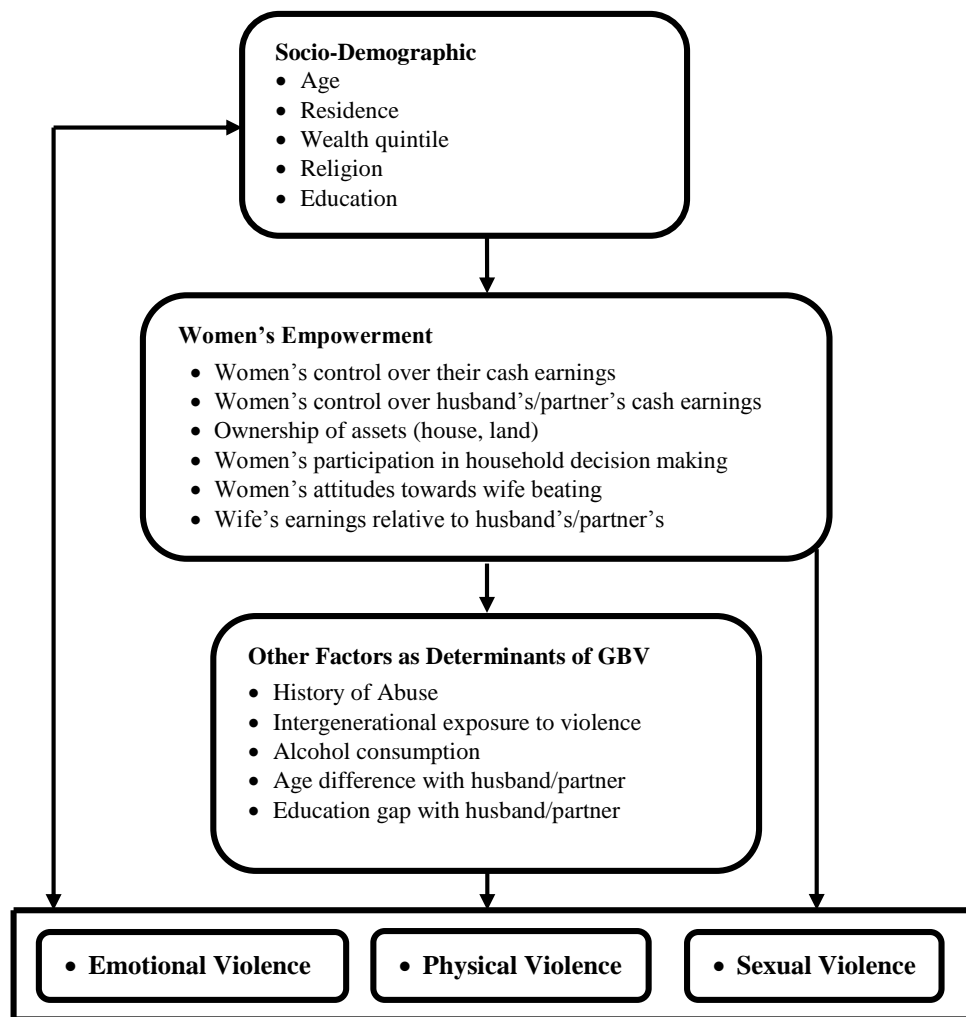 Socio-Demographic
• Age
• Residence
• Wealth quintile
• Religion
• Education
Women’s Empowerment
• Women’s control over their cash earnings
• Women’s control over husband’s/partner’s cash earnings
• Ownership of assets (house, land)
• Women’s participation in household decision making
• Women’s attitudes towards wife beating
• Wife’s earnings relative to husband’s/partner’s
Other Factors as Determinants of GBV
• History of Abuse
• Intergenerational exposure to violence
• Alcohol consumption
• Age difference with husband/partner
• Education gap with husband/partner
• Emotional Violence
• Physical Violence
• Sexual Violence